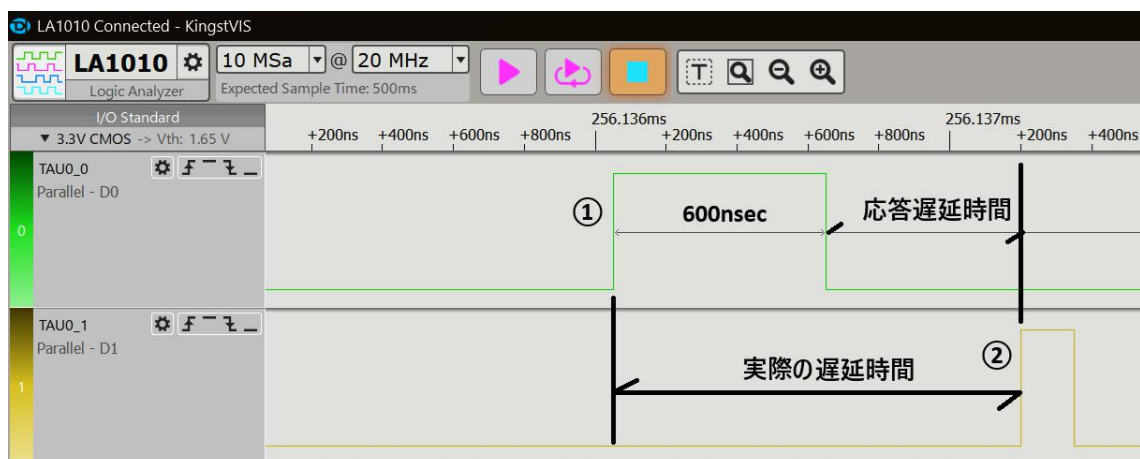 LA1010 Connected - KingstVIS
LA1010
Logic Analyzer
10 MSa @ 20 MHz
Expected Sample Time: 500ms
T
I/O Standard
▼ 3.3V CMOS -> Vth: 1.65 V
256.136ms 256.137ms
+200ns +400ns +600ns +800ns +200ns +400ns +600ns +800ns +200ns +400ns
TAU0_0
Parallel - D0
0
① 600nsec 応答遅延時間
TAU0_1
Parallel - D1
1
② 実際の遅延時間